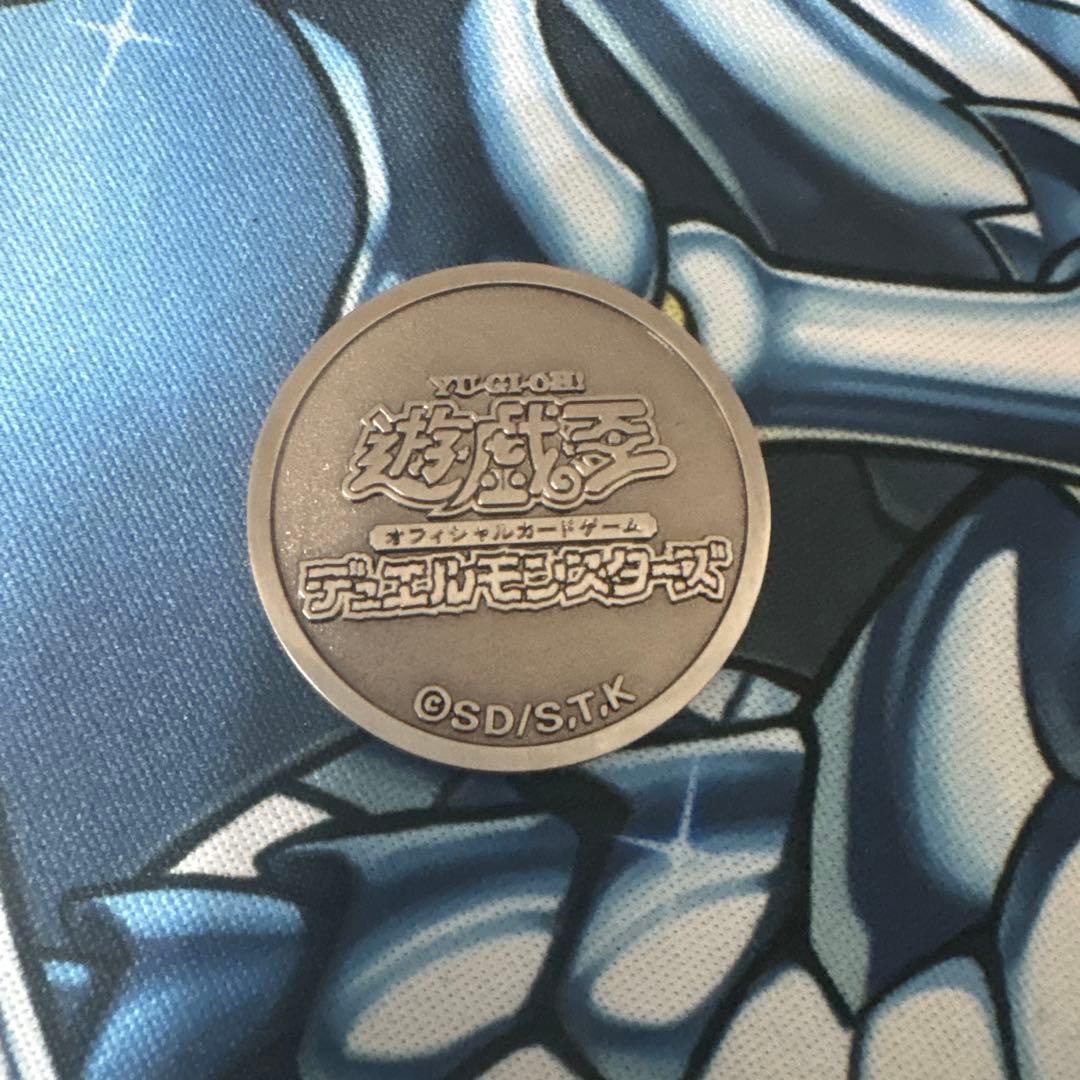 YU-GI-OH!
遊戯王
オフィシャルカードゲーム
デュエルモンスターズ
©SD/S.T.K